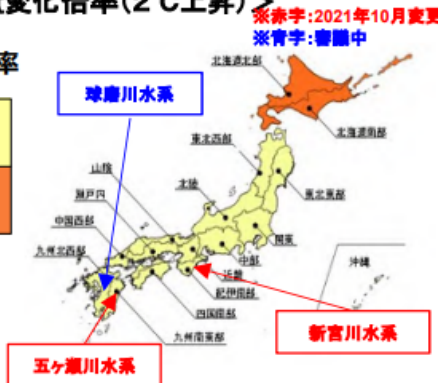 変化倍率(2℃上昇)>
※赤字:2021年10月変更
※青字:審議中
率
球磨川水系
北海道北部
北海道南部
東北西部
東北東部
山陰
瀬戸内
北陸
中国西部
関東
九州北西部
中部
近畿
紀伊南部
沖縄
四国南部
九州南東部
新宮川水系
五ヶ瀬川水系